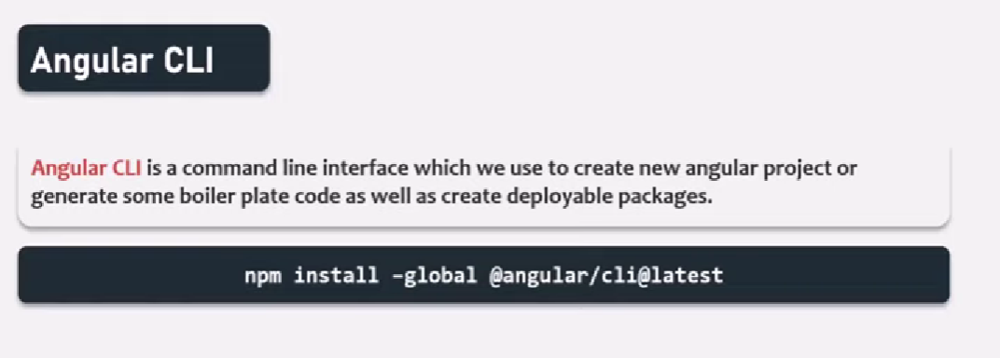 Angular CLI
Angular CLI is a command line interface which we use to create new angular project or
generate some boiler plate code as well as create deployable packages.
npm install -global @angular/cli@latest